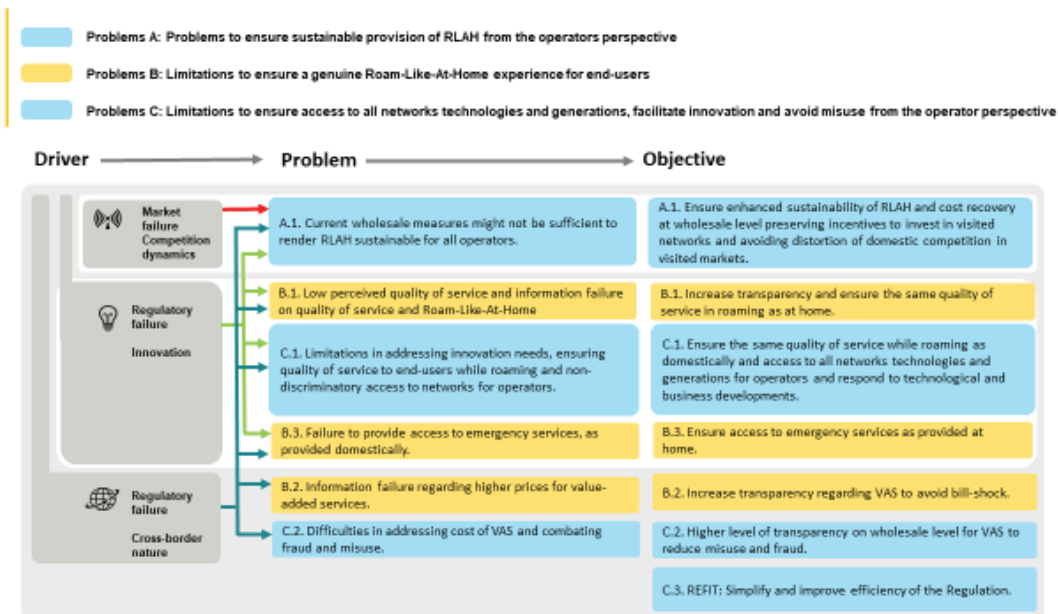 Problems A: Problems to ensure sustainable provision of RLAH from the operators perspective
Problems B: Limitations to ensure a genuine Roam-Like-At-Home experience for end-users
Problems C: Limitations to ensure access to all networks technologies and generations, facilitate innovation and avoid misuse from the operator perspective
Driver
Problem
Objective
Market
failure
Competition
dynamics
A.1. Current wholesale measures might not be sufficient to
render RLAH sustainable for all operators.
A.1. Ensure enhanced sustainability of RLAH and cost recovery
at wholesale level preserving incentives to invest in visited
networks and avoiding distortion of domestic competition in
visited markets.
Regulatory
failure
Innovation
B.1. Low perceived quality of service and information failure
on quality of service and Roam-Like-At-Home
B.1. Increase transparency and ensure the same quality of
service in roaming as at home.
C.1. Limitations in addressing innovation needs, ensuring
quality of service to end-users while roaming and non-
discriminatory access to networks for operators.
C.1. Ensure the same quality of service while roaming as
domestically and access to all networks technologies and
generations for operators and respond to technological and
business developments.
B.3. Failure to provide access to emergency services, as
provided domestically.
B.3. Ensure access to emergency services as provided at
home.
Regulatory
failure
Cross-border
nature
B.2. Information failure regarding higher prices for value-
added services.
B.2. Increase transparency regarding VAS to avoid bill-shock.
C.2. Difficulties in addressing cost of VAS and combating
fraud and misuse.
C.2. Higher level of transparency on wholesale level for VAS to
reduce misuse and fraud.
C.3. REFIT: Simplify and improve efficiency of the Regulation.